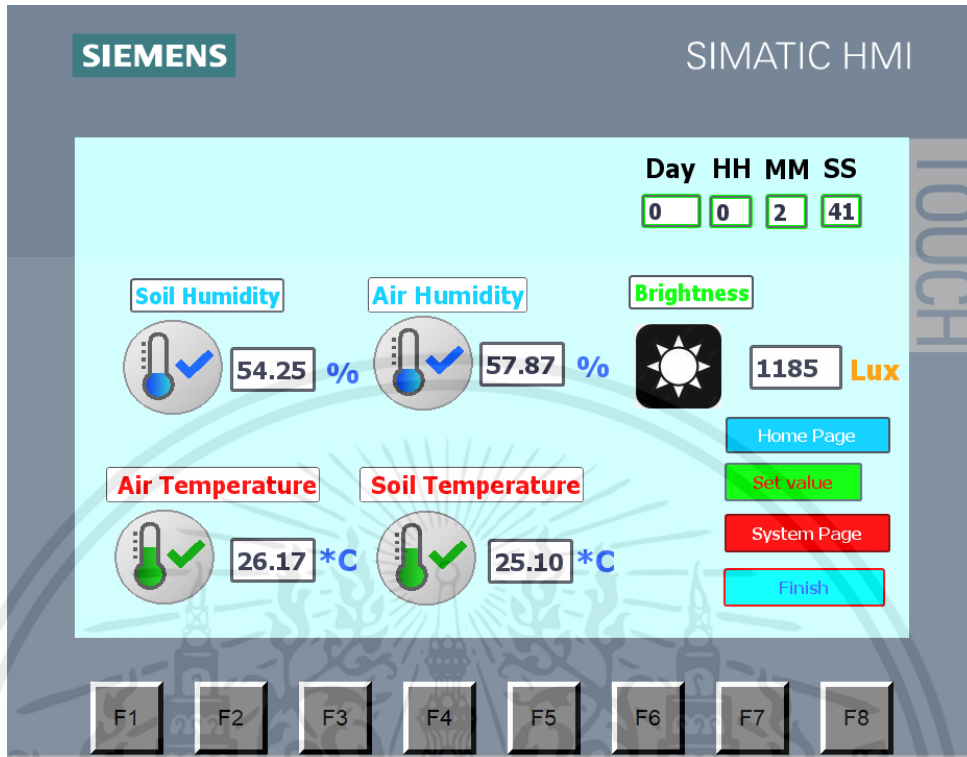 SIEMENS
SIMATIC HMI
TOUCH
Day HH MM SS
0 0 2 41
Soil Humidity Air Humidity Brightness
54.25 % 57.87 % 1185 Lux
Home Page
Air Temperature Soil Temperature Set value
System Page
26.17 *C 25.10 *C
Finish
F1 F2 F3 F4 F5 F6 F7 F8